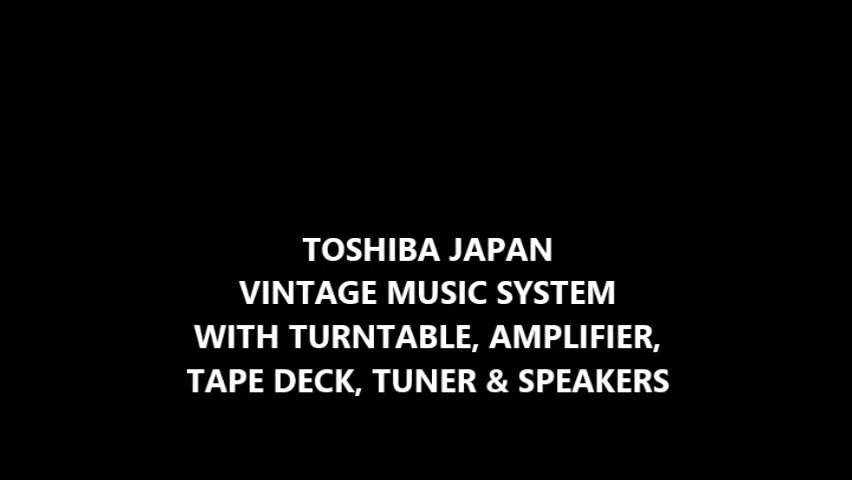 TOSHIBA JAPAN
VINTAGE MUSIC SYSTEM
WITH TURNTABLE, AMPLIFIER,
TAPE DECK, TUNER & SPEAKERS